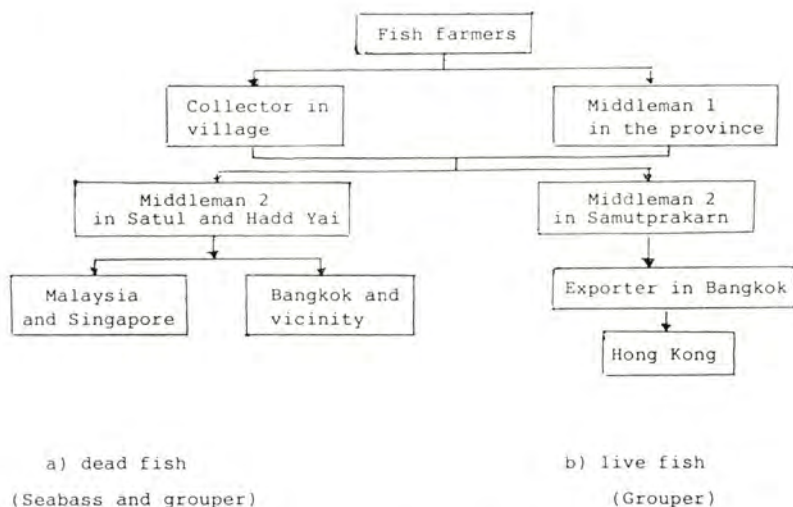 Fish farmers
Collector in
village
Middleman 1
in the province
Middleman 2
in Satul and Hadd Yai
Middleman 2
in Samutprakarn
Malaysia
and Singapore
Bangkok and
vicinity
Exporter in Bangkok
Hong Kong
a) dead fish
(Seabass and grouper)
b) live fish
(Grouper)